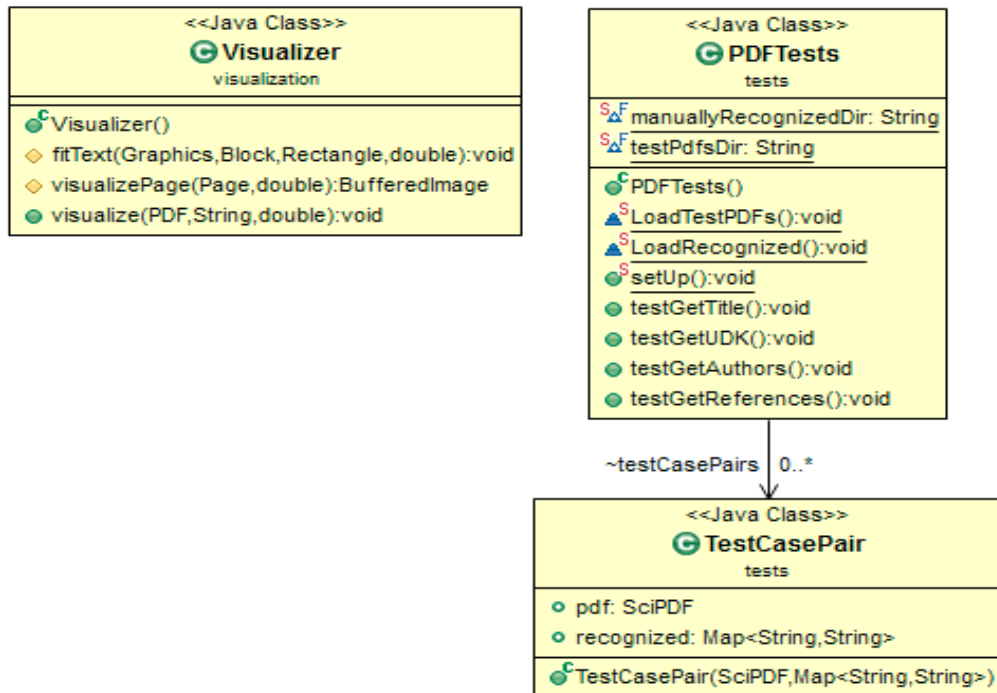 <<Java Class>>
Visualizer
visualization
Visualizer()
fitText(Graphics,Block,Rectangle,double):void
visualizePage(Page,double):BufferedImage
visualize(PDF,String,double):void
<<Java Class>>
PDFTests
tests
manuallyRecognizedDir: String
testPdfsDir: String
PDFTests()
LoadTestPDFs():void
LoadRecognized():void
setUp():void
testGetTitle():void
testGetUDK():void
testGetAuthors():void
testGetReferences():void
~testCasePairs 0..*
<<Java Class>>
TestCasePair
tests
pdf: SciPDF
recognized: Map<String,String>
TestCasePair(SciPDF,Map<String,String>)